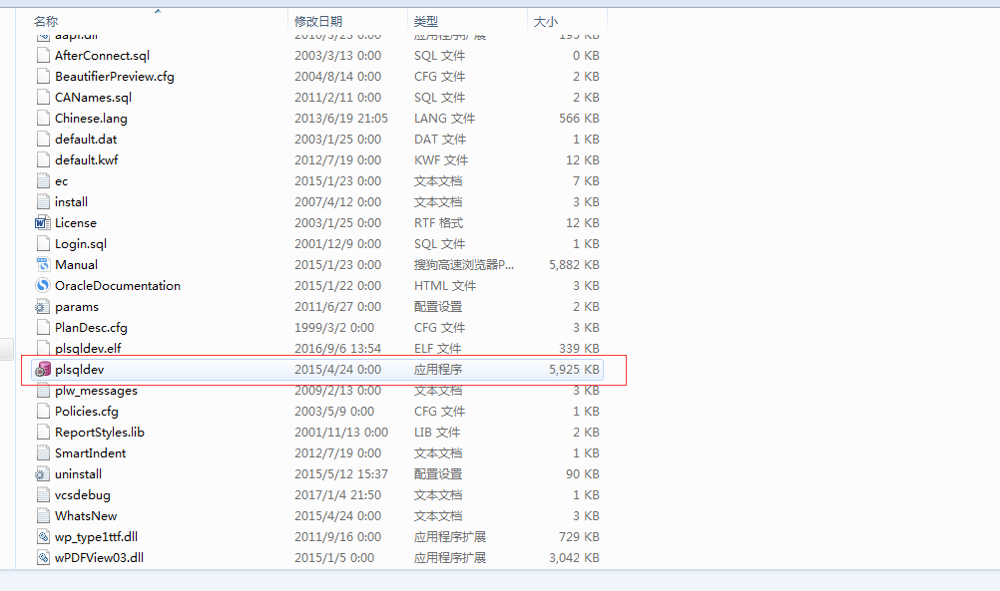 名称 修改日期 类型 大小
aapi.dll 2010/3/25 0:00 应用程序扩展 195 KB
AfterConnect.sql 2003/3/13 0:00 SQL 文件 0 KB
BeautifierPreview.cfg 2004/8/14 0:00 CFG 文件 2 KB
CANames.sql 2011/2/11 0:00 SQL 文件 2 KB
Chinese.lang 2013/6/19 21:05 LANG 文件 566 KB
default.dat 2003/1/25 0:00 DAT 文件 1 KB
default.kwf 2012/7/19 0:00 KWF 文件 12 KB
ec 2015/1/23 0:00 文本文档 7 KB
install 2007/4/12 0:00 文本文档 3 KB
License 2003/1/25 0:00 RTF 格式 12 KB
Login.sql 2001/12/9 0:00 SQL 文件 1 KB
Manual 2015/1/23 0:00 搜狗高速浏览器P... 5,882 KB
OracleDocumentation 2015/1/22 0:00 HTML 文件 3 KB
params 2011/6/27 0:00 配置设置 2 KB
PlanDesc.cfg 1999/3/2 0:00 CFG 文件 3 KB
plsqldev.elf 2016/9/6 13:54 ELF 文件 339 KB
plsqldev 2015/4/24 0:00 应用程序 5,925 KB
plw_messages 2009/2/13 0:00 文本文档 3 KB
Policies.cfg 2003/5/9 0:00 CFG 文件 1 KB
ReportStyles.lib 2001/11/13 0:00 LIB 文件 2 KB
SmartIndent 2012/7/19 0:00 文本文档 1 KB
uninstall 2015/5/12 15:37 配置设置 90 KB
vcsdebug 2017/1/4 21:50 文本文档 1 KB
WhatsNew 2015/4/24 0:00 文本文档 3 KB
wp_type1ttf.dll 2011/9/16 0:00 应用程序扩展 729 KB
wPDFView03.dll 2015/1/5 0:00 应用程序扩展 3,042 KB